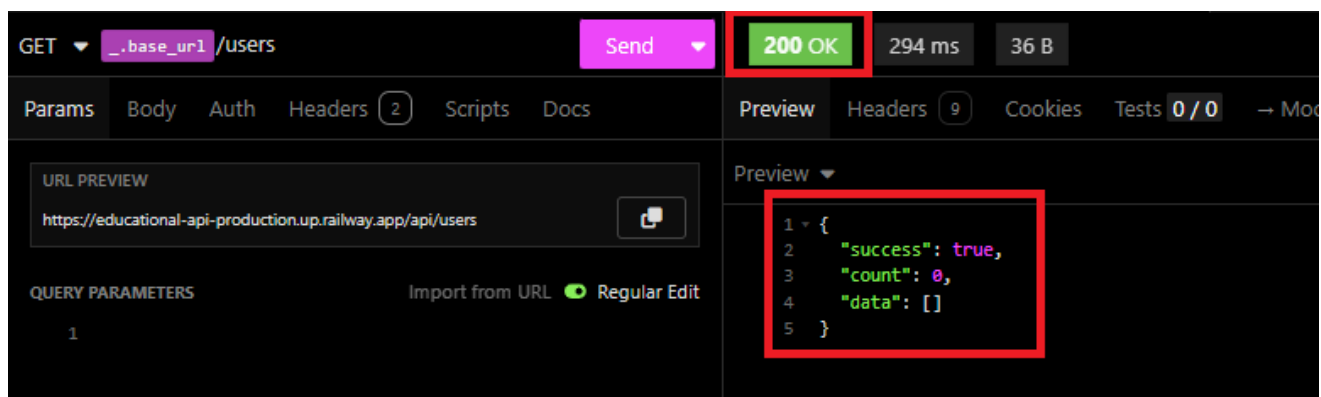 GET _.base_url /users Send
200 OK 294 ms 36 B
Params Body Auth Headers 2 Scripts Docs
Preview Headers 9 Cookies Tests 0 / 0 → Moc
URL PREVIEW
https://educational-api-production.up.railway.app/api/users
QUERY PARAMETERS Import from URL Regular Edit
1
Preview
1 {
2 "success": true,
3 "count": 0,
4 "data": []
5 }